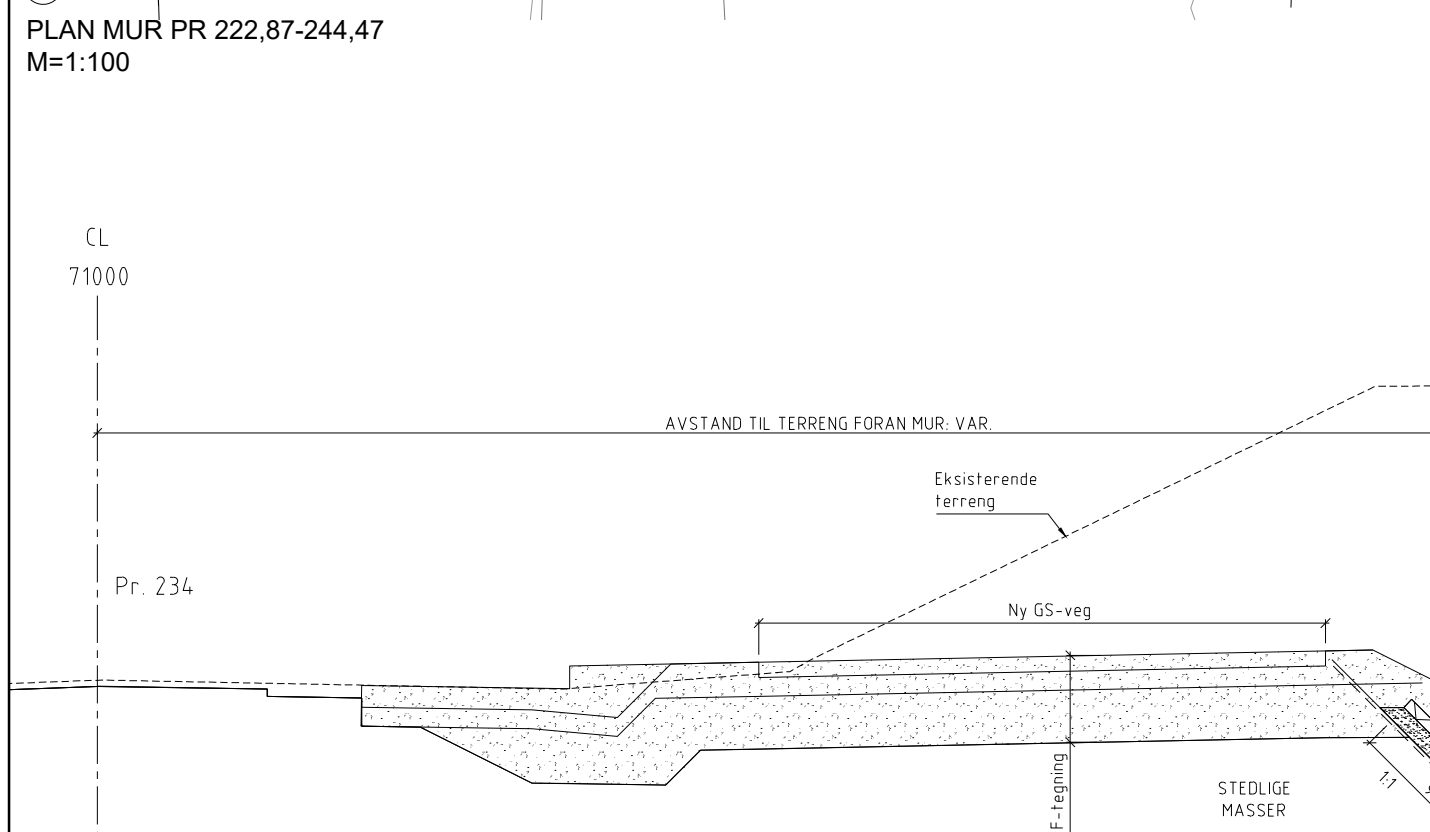 PLAN MUR PR 222,87-244,47
M=1:100
CL
71000
AVSTAND TIL TERRENG FORAN MUR: VAR.
Eksisterende
terreng
Pr. 234
Ny GS-veg
F-tegning
STEDLIGE
MASSER
1:1